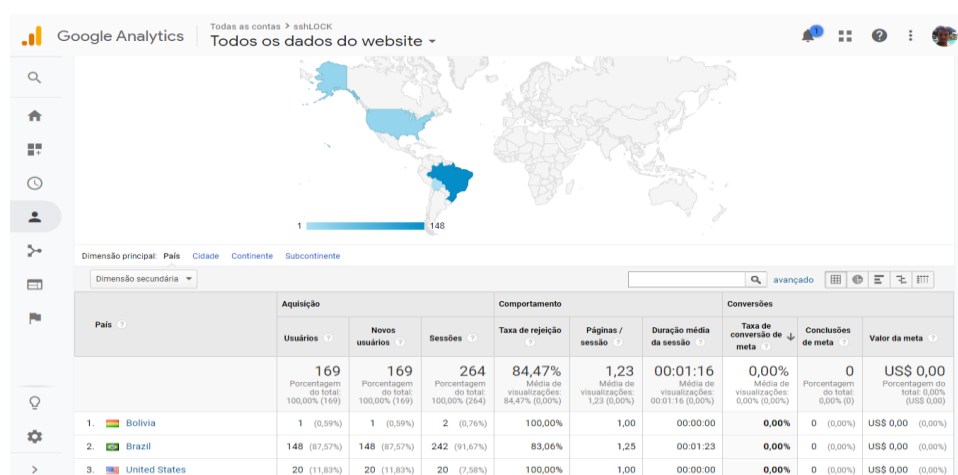 Google Analytics
Todas as contas > sshLOCK
Todos os dados do website
1
1 148
Dimensão principal: País Cidade Continente Subcontinente
Dimensão secundária
avançado
País
Aquisição Comportamento Conversões
Usuários Novos usuários Sessões Taxa de rejeição Páginas / sessão Duração média da sessão Taxa de conversão de meta Conclusões de meta Valor da meta
169 169 264 84,47% 1,23 00:01:16 0,00% 0 US$ 0,00
Porcentagem do total: 100,00% (169) Porcentagem do total: 100,00% (169) Porcentagem do total: 100,00% (264) Média de visualizações: 84,47% (0,00%) Média de visualizações: 1,23 (0,00%) Média de visualizações: 00:01:16 (0,00%) Média de visualizações: 0,00% (0,00%) Porcentagem do total: 0,00% (0) Porcentagem do total: 0,00% (US$ 0,00)
1. Bolivia 1 (0,59%) 1 (0,59%) 2 (0,76%) 100,00% 1,00 00:00:00 0,00% 0 (0,00%) US$ 0,00 (0,00%)
2. Brazil 148 (87,57%) 148 (87,57%) 242 (91,67%) 83,06% 1,25 00:01:23 0,00% 0 (0,00%) US$ 0,00 (0,00%)
3. United States 20 (11,83%) 20 (11,83%) 20 (7,58%) 100,00% 1,00 00:00:00 0,00% 0 (0,00%) US$ 0,00 (0,00%)